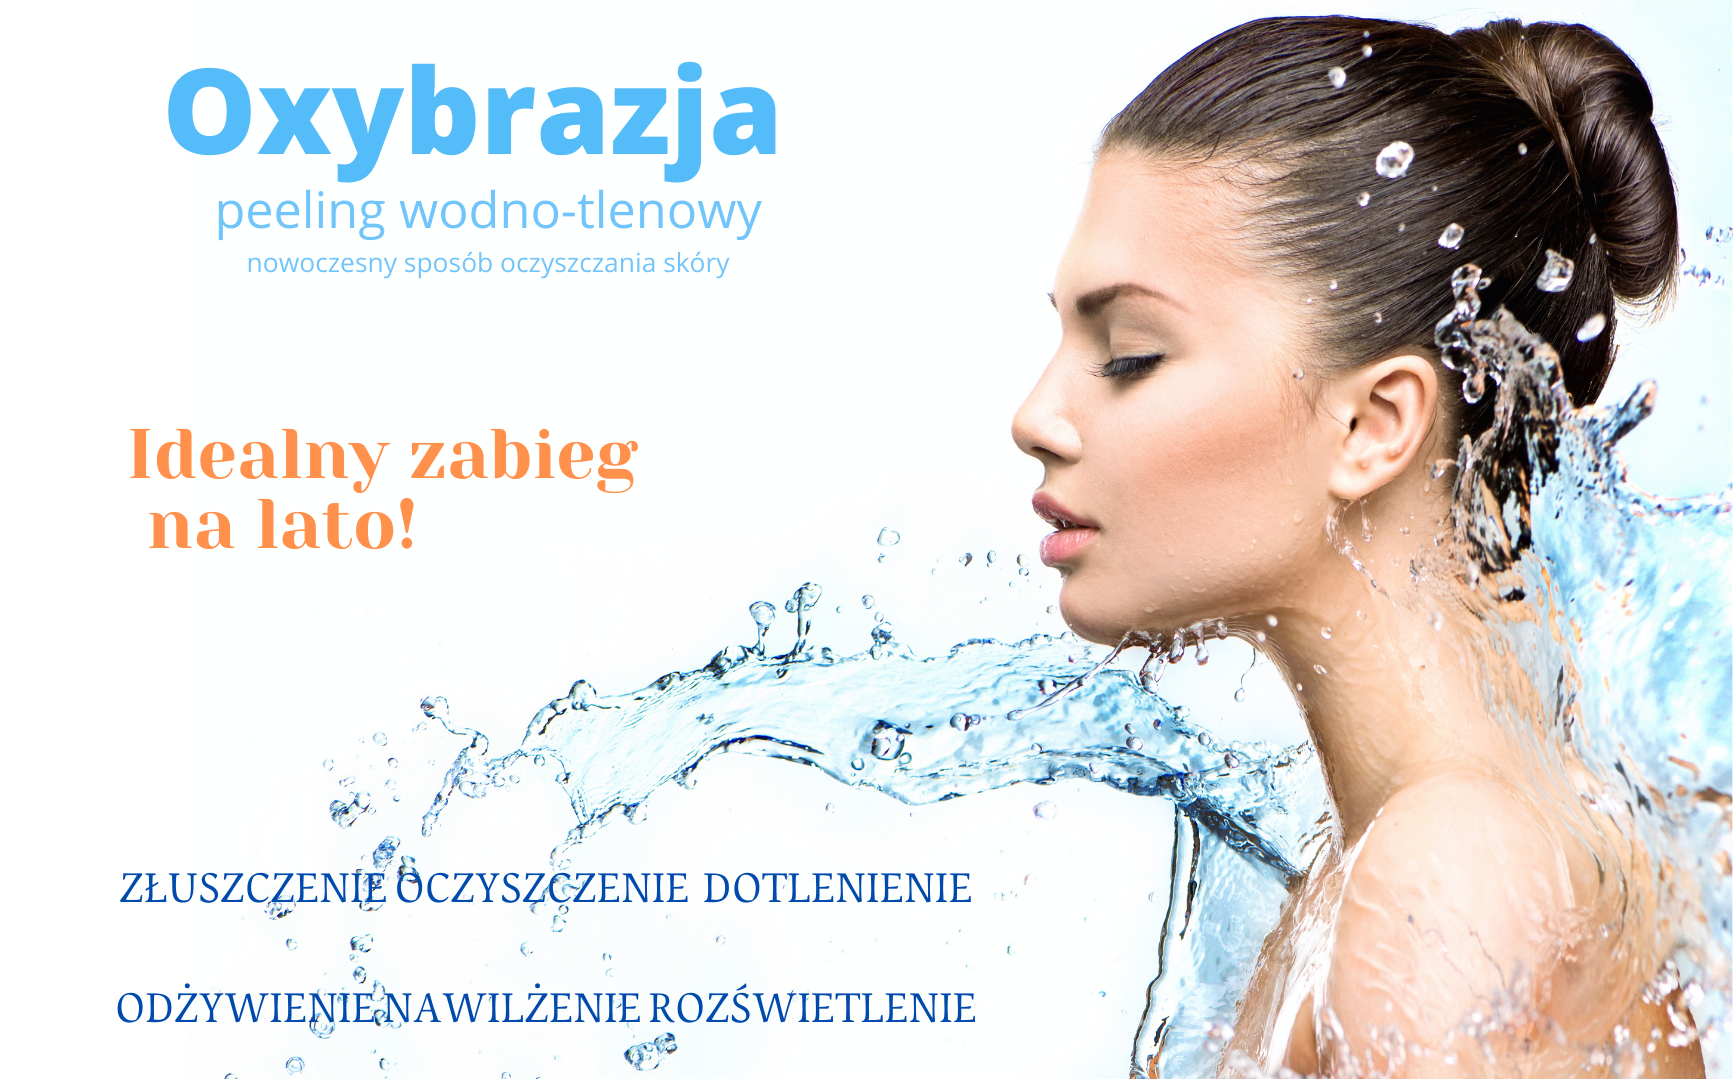 Oxybrazja
peeling wodno-tlenowy
nowoczesny sposób oczyszczania skóry
Idealny zabieg
na lato!
ZŁUSZCZENIE OCZYSZCZENIE DOTLENIENIE
ODŻYWIENIE NAWILŻENIE ROZŚWIETLENIE